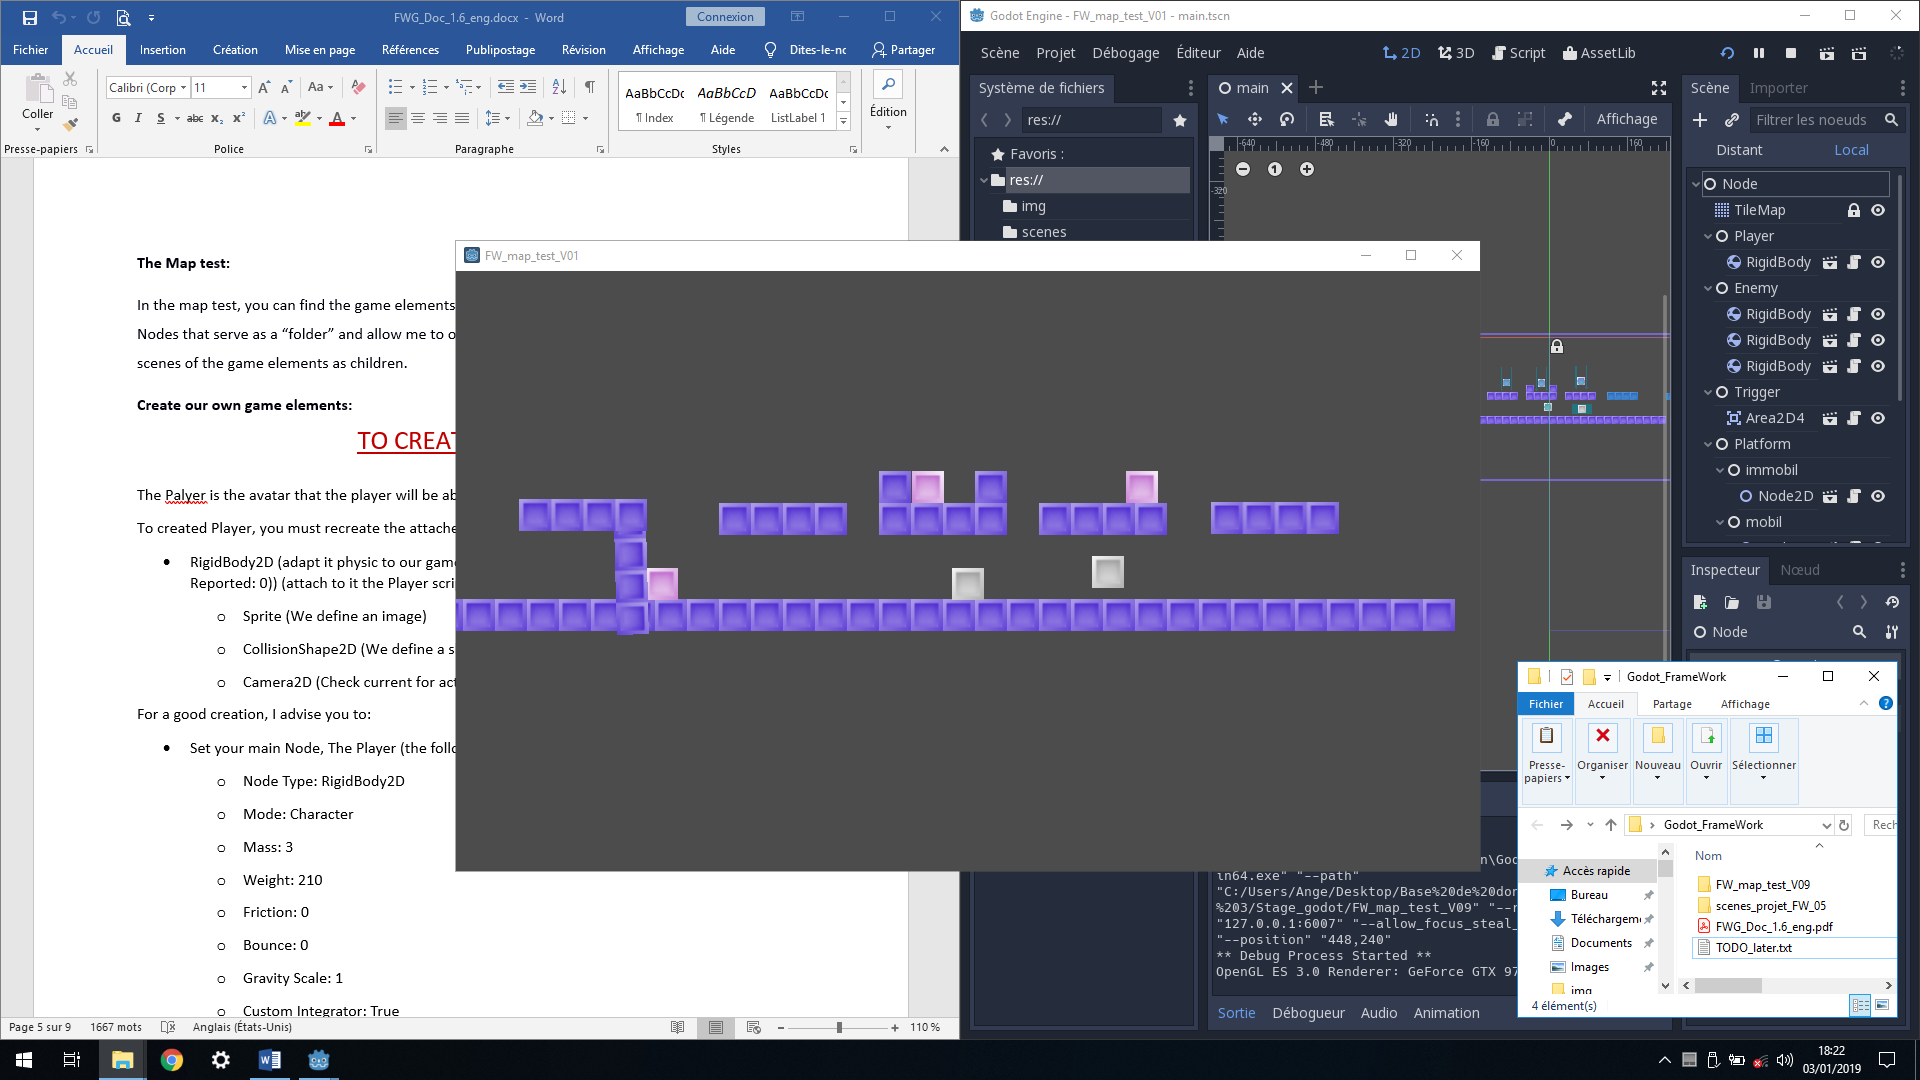 FWG_Doc_1.6_eng.docx - Word
Connexion
Fichier Accueil Insertion Création Mise en page Références Publipostage Révision Affichage Aide Dites-le-nc Partager
Coller
Calibri (Corp 11
Aa
G I S abc x₂ x²
AaBbCcDc AaBbCcD AaBbCcDc
¶ Index ¶ Légende ListLabel 1
Édition
Presse-papiers Police Paragraphe Styles
The Map test:
In the map test, you can find the game elements
Nodes that serve as a “folder” and allow me to o
scenes of the game elements as children.
Create our own game elements:
TO CREAT
The Palyer is the avatar that the player will be ab
To created Player, you must recreate the attache
RigidBody2D (adapt it physic to our game
Reported: 0)) (attach to it the Player scri
o Sprite (We define an image)
o CollisionShape2D (We define a s
o Camera2D (Check current for act
For a good creation, I advise you to:
Set your main Node, The Player (the follo
o Node Type: RigidBody2D
o Mode: Character
o Mass: 3
o Weight: 210
o Friction: 0
o Bounce: 0
o Gravity Scale: 1
o Custom Integrator: True
Page 5 sur 9 1667 mots Anglais (États-Unis) 110 %
FW_map_test_V01
Godot Engine - FW_map_test_V01 - main.tscn
Scène Projet Débogage Éditeur Aide
2D 3D Script AssetLib
Système de fichiers
res://
Favoris :
res://
img
scenes
main
Affichage
-640 -480 -320 -160 0 160
-320
1
Scène Importer
Filtrer les noeuds
Distant Local
Node
TileMap
Player
RigidBody
Enemy
RigidBody
RigidBody
RigidBody
Trigger
Area2D4
Platform
immobil
Node2D
mobil
Inspecteur Nœud
Node
n\God
in64.exe" "--path"
"C:/Users/Ange/Desktop/Base%20de%20don
%203/Stage_godot/FW_map_test_V09" "--r
"127.0.0.1:6007" "--allow_focus_steal_
"--position" "448,240"
** Debug Process Started **
OpenGL ES 3.0 Renderer: GeForce GTX 97
Sortie Débogueur Audio Animation
Godot_FrameWork
Fichier Accueil Partage Affichage
Presse-papiers Organiser Nouveau Ouvrir Sélectionner
Godot_FrameWork
Rech
Nom
Accès rapide
Bureau
Téléchargem
Documents
Images
img
FW_map_test_V09
scenes_projet_FW_05
FWG_Doc_1.6_eng.pdf
TODO_later.txt
4 élément(s)
18:22
03/01/2019